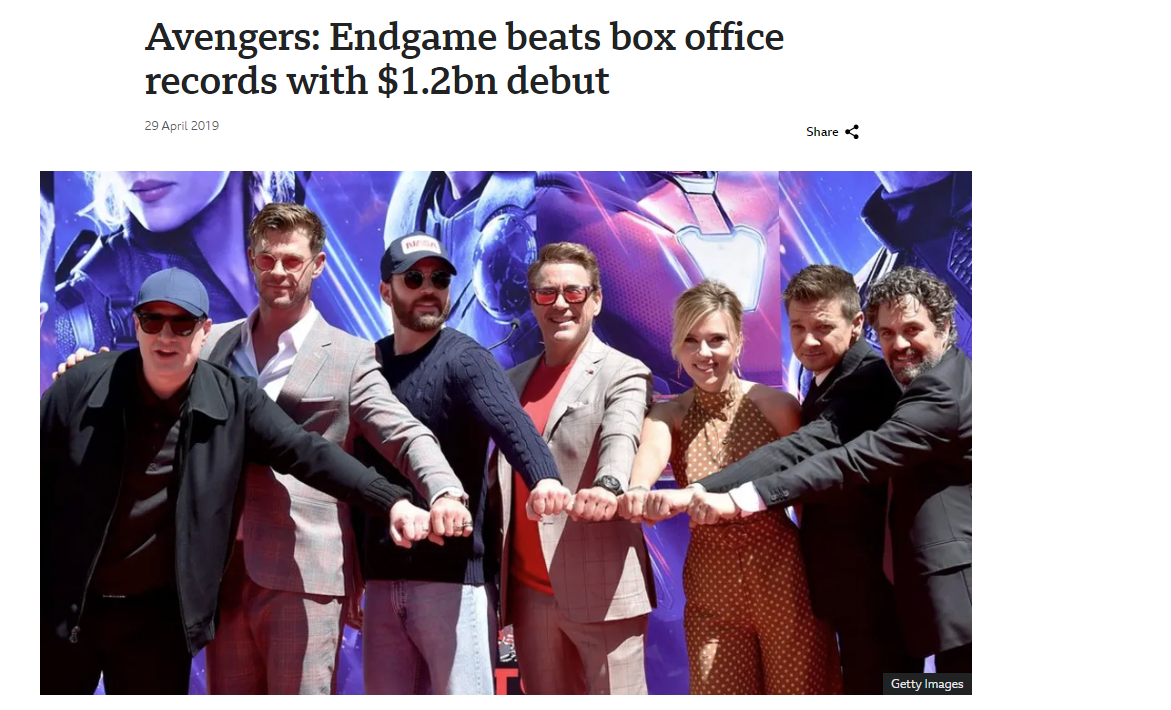 Avengers: Endgame beats box office
records with $1.2bn debut
29 April 2019
Share
Getty Images